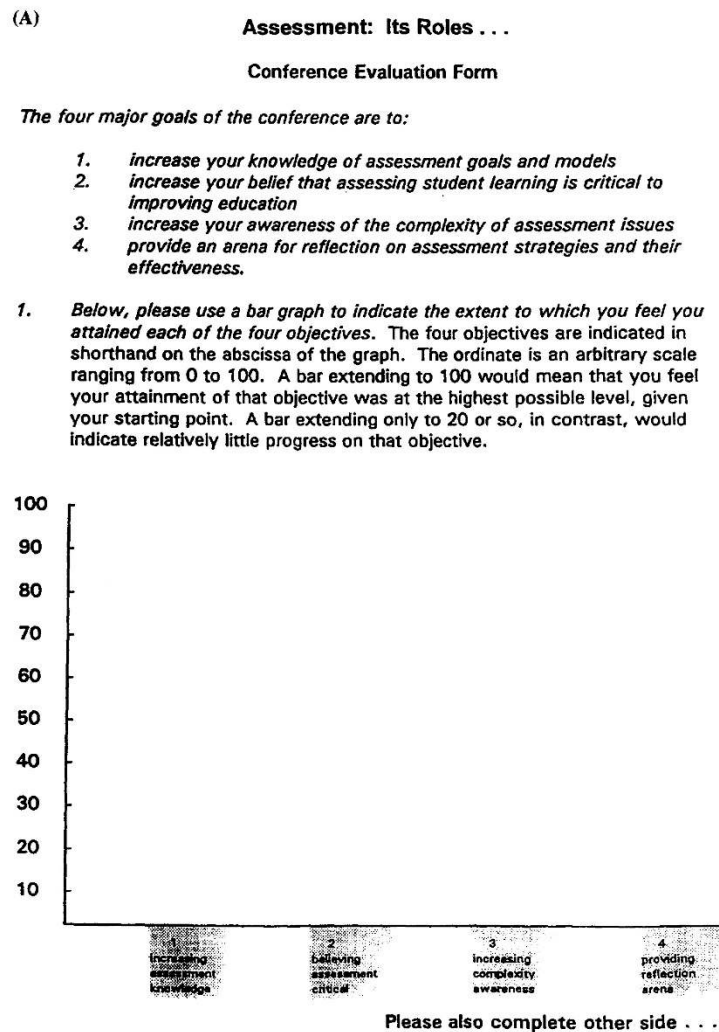 (A)
Assessment: Its Roles . . .
Conference Evaluation Form
The four major goals of the conference are to:
1. increase your knowledge of assessment goals and models
2. increase your belief that assessing student learning is critical to
improving education
3. increase your awareness of the complexity of assessment issues
4. provide an arena for reflection on assessment strategies and their
effectiveness.
1. Below, please use a bar graph to indicate the extent to which you feel you
attained each of the four objectives. The four objectives are indicated in
shorthand on the abscissa of the graph. The ordinate is an arbitrary scale
ranging from 0 to 100. A bar extending to 100 would mean that you feel
your attainment of that objective was at the highest possible level, given
your starting point. A bar extending only to 20 or so, in contrast, would
indicate relatively little progress on that objective.
100
90
80
70
60
50
40
30
20
10
1
increasing
assessment
knowledge
2
believing
assessment
critical
3
increasing
complexity
awareness
4
providing
reflection
arena
Please also complete other side . . .